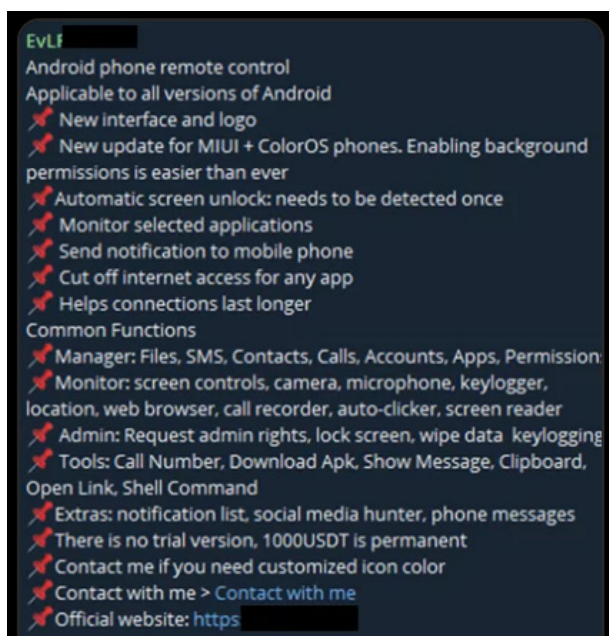 EvLF
Android phone remote control
Applicable to all versions of Android
📌 New interface and logo
📌 New update for MIUI + ColorOS phones. Enabling background
permissions is easier than ever
📌Automatic screen unlock: needs to be detected once
📌 Monitor selected applications
📌 Send notification to mobile phone
📌 Cut off internet access for any app
📌 Helps connections last longer
Common Functions
📌Manager: Files, SMS, Contacts, Calls, Accounts, Apps, Permission
📌Monitor: screen controls, camera, microphone, keylogger,
location, web browser, call recorder, auto-clicker, screen reader
📌 Admin: Request admin rights, lock screen, wipe data keylogging
📌 Tools: Call Number, Download Apk, Show Message, Clipboard,
Open Link, Shell Command
📌Extras: notification list, social media hunter, phone messages
📌There is no trial version, 1000USDT is permanent
📌Contact me if you need customized icon color
📌Contact with me > Contact with me
📌Official website: https